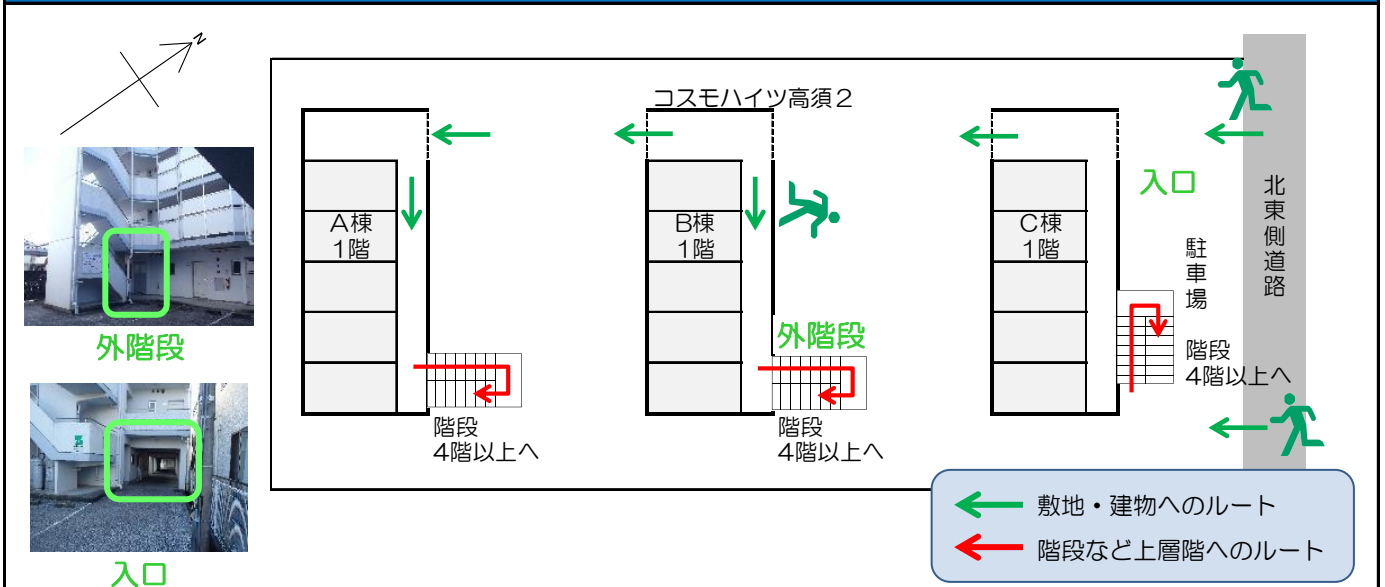 N
コスモハイツ高須2
A棟
1階
B棟
1階
C棟
1階
入口
北東側道路
駐車場
外階段
外階段
階段
4階以上へ
階段
4階以上へ
階段
4階以上へ
入口
敷地・建物へのルート
階段など上層階へのルート